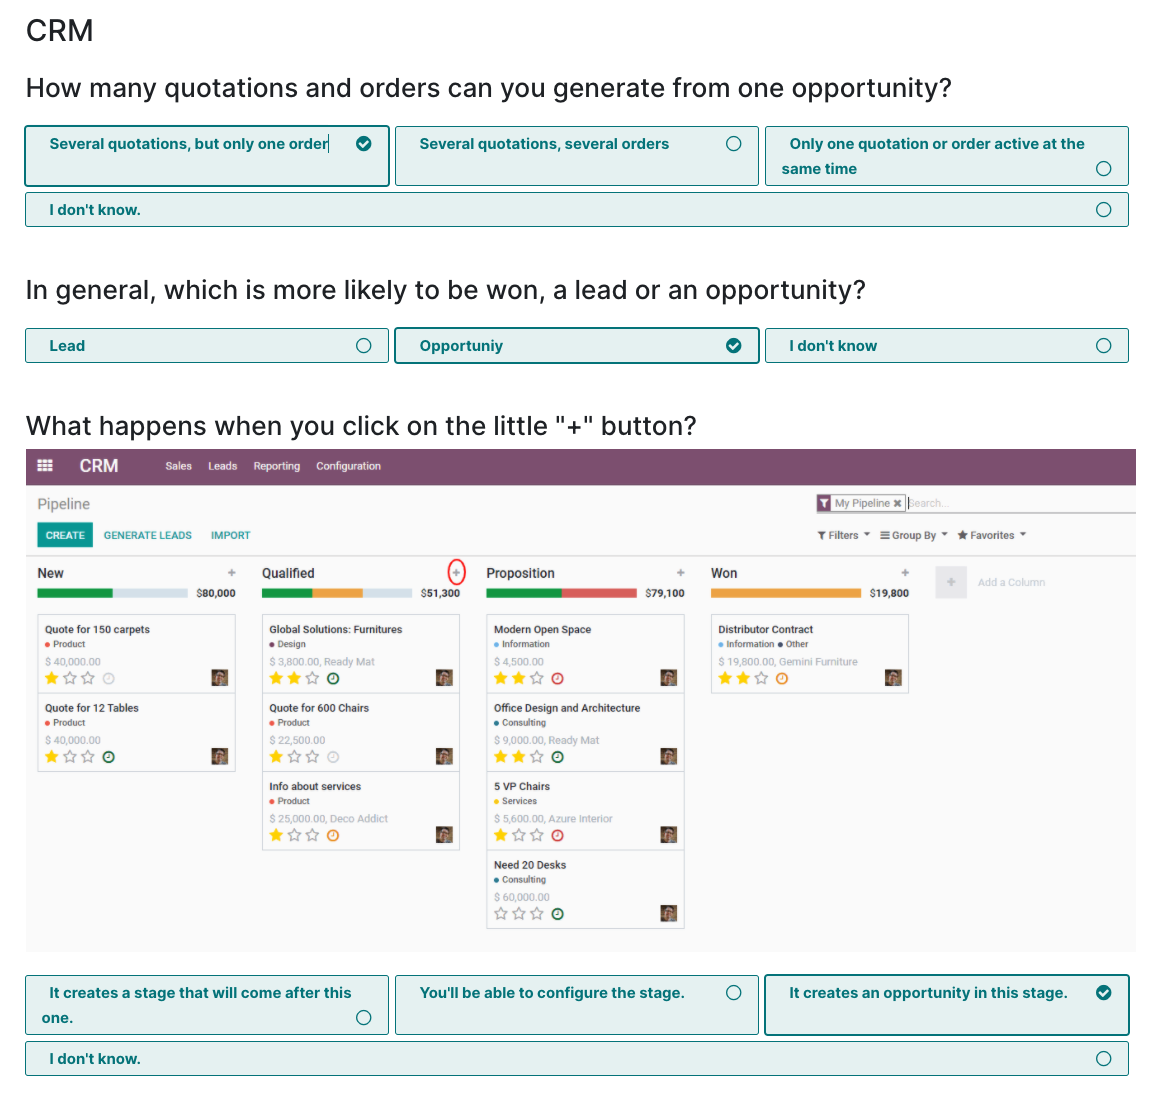 CRM
How many quotations and orders can you generate from one opportunity?
Several quotations, but only one order
Several quotations, several orders
Only one quotation or order active at the
same time
I don't know.
In general, which is more likely to be won, a lead or an opportunity?
Lead
Opportuniy
I don't know
What happens when you click on the little "+" button?
CRM Sales Leads Reporting Configuration
Pipeline
My Pipeline Search...
CREATE GENERATE LEADS IMPORT
Filters Group By Favorites
New +
$80,000
Quote for 150 carpets
Product
$ 40,000.00
Quote for 12 Tables
Product
$ 40,000.00
Qualified +
$51,300
Global Solutions: Furnitures
Design
$ 3,800.00, Ready Mat
Quote for 600 Chairs
Product
$ 22,500.00
Info about services
Product
$ 25,000.00, Deco Addict
Proposition +
$79,100
Modern Open Space
Information
$ 4,500.00
Office Design and Architecture
Consulting
$ 9,000.00, Ready Mat
5 VP Chairs
Services
$ 5,600.00, Azure Interior
Need 20 Desks
Consulting
$ 60,000.00
Won +
$19,800
Distributor Contract
Information Other
$ 19,800.00, Gemini Furniture
+ Add a Column
It creates a stage that will come after this
one.
You'll be able to configure the stage.
It creates an opportunity in this stage.
I don't know.